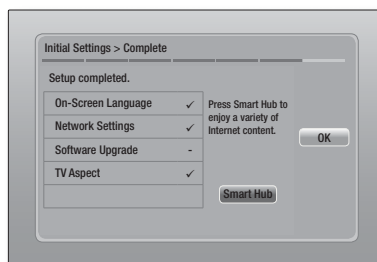 Initial Settings > Complete
Setup completed.
On-Screen Language ✓
Network Settings ✓
Software Upgrade -
TV Aspect ✓
Press Smart Hub to
enjoy a variety of
Internet content.
Smart Hub
OK